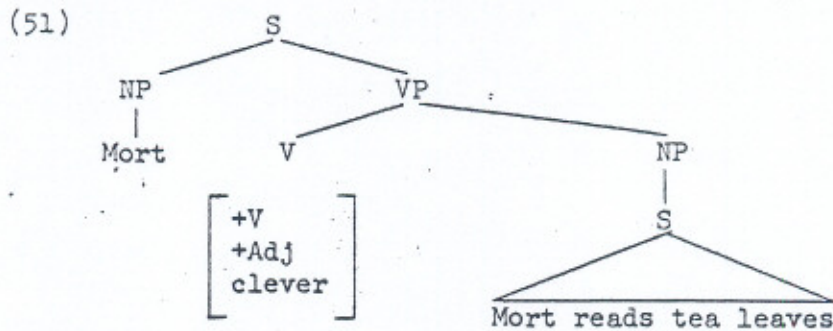 (51) S
NP VP
Mort V NP
+V S
+Adj
clever
Mort reads tea leaves